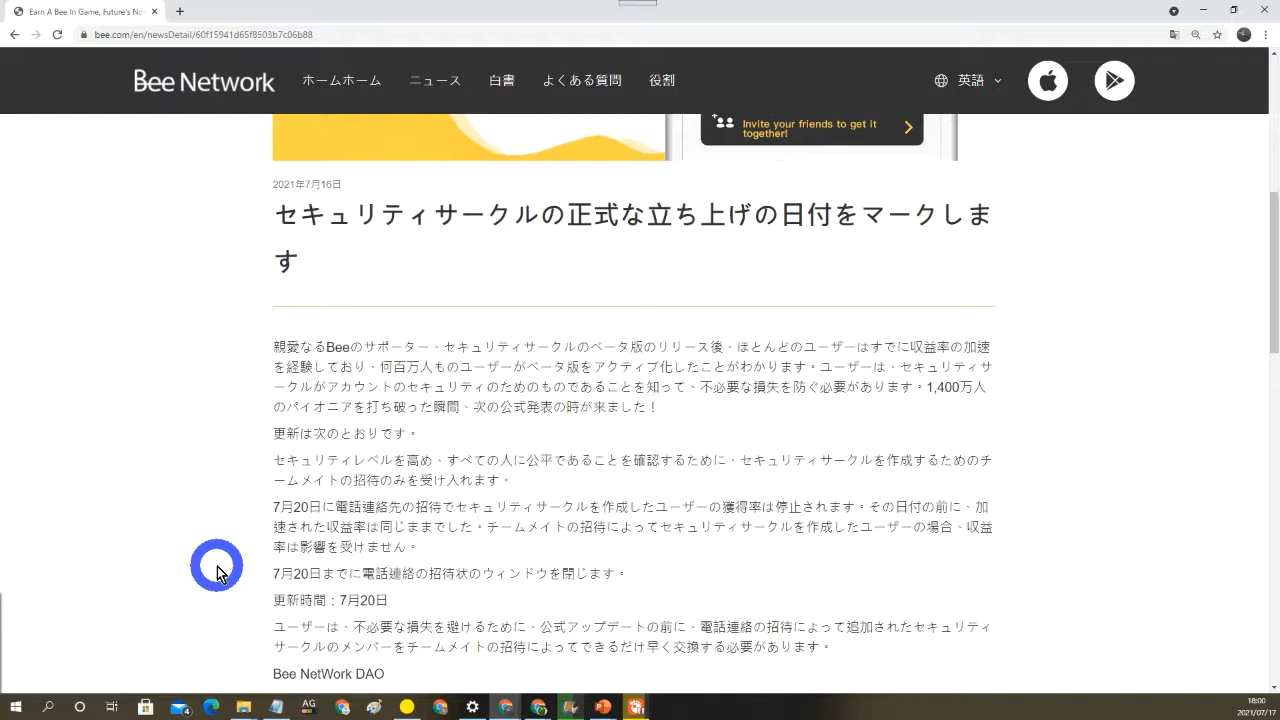 Earn A Bee In Game, Future's No
bee.com/en/newsDetail/60f15941d65f8503b7c06b88
Bee Network ホームホーム ニュース 白書 よくある質問 役割 英語
Invite your friends to get it
together!
2021年7月16日
セキュリティサークルの正式な立ち上げの日付をマークしま
す
親愛なるBeeのサポーター、セキュリティサークルのベータ版のリリース後、ほとんどのユーザーはすでに収益率の加速
を経験しており、何百万人ものユーザーがベータ版をアクティブ化したことがわかります。ユーザーは、セキュリティサ
ークルがアカウントのセキュリティのためのものであることを知って、不必要な損失を防ぐ必要があります。1,400万人
のパイオニアを打ち破った瞬間、次の公式発表の時が来ました！
更新は次のとおりです。
セキュリティレベルを高め、すべての人に公平であることを確認するために、セキュリティサークルを作成するためのチ
ームメイトの招待のみを受け入れます。
7月20日に電話連絡先の招待でセキュリティサークルを作成したユーザーの獲得率は停止されます。その日付の前に、加
速された収益率は同じままでした。チームメイトの招待によってセキュリティサークルを作成したユーザーの場合、収益
率は影響を受けません。
7月20日までに電話連絡の招待状のウィンドウを閉じます。
更新時間：7月20日
ユーザーは、不必要な損失を避けるために、公式アップデートの前に、電話連絡の招待によって追加されたセキュリティ
サークルのメンバーをチームメイトの招待によってできるだけ早く交換する必要があります。
Bee NetWork DAO
AG
18:00
2021/07/17